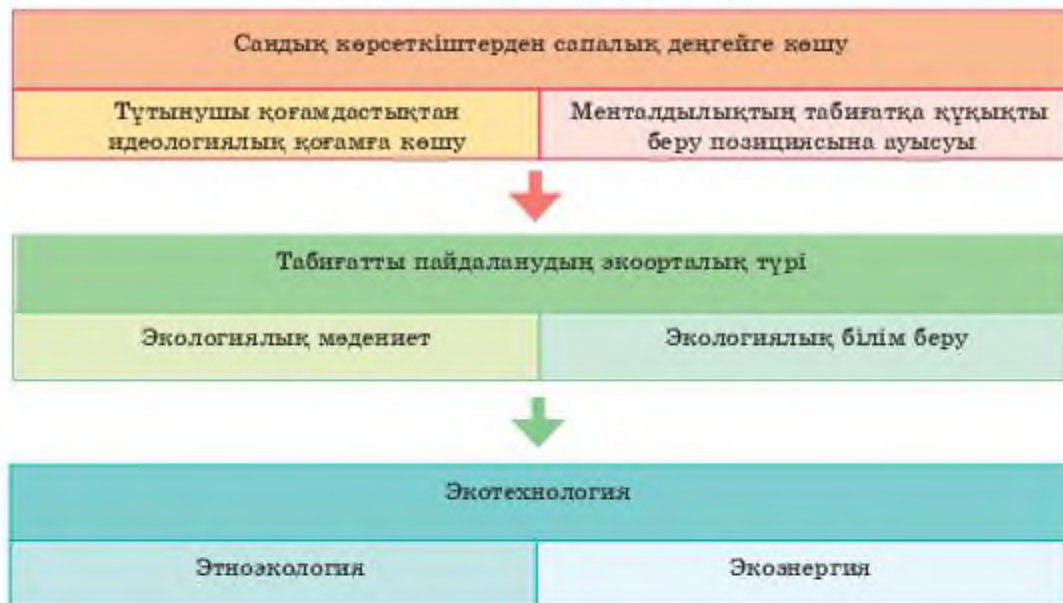 Сандық көрсеткіштерден сапалық деңгейге көшу
Тұтынушы қоғамдастықтан
идеологиялық қоғамға көшу
Менталдылықтың табиғатқа құқықты
беру позициясына ауысуы
Табиғатты пайдаланудың экоорталық түрі
Экологиялық мәдениет
Экологиялық білім беру
Экотехнология
Этноэкология
Экоэнергия